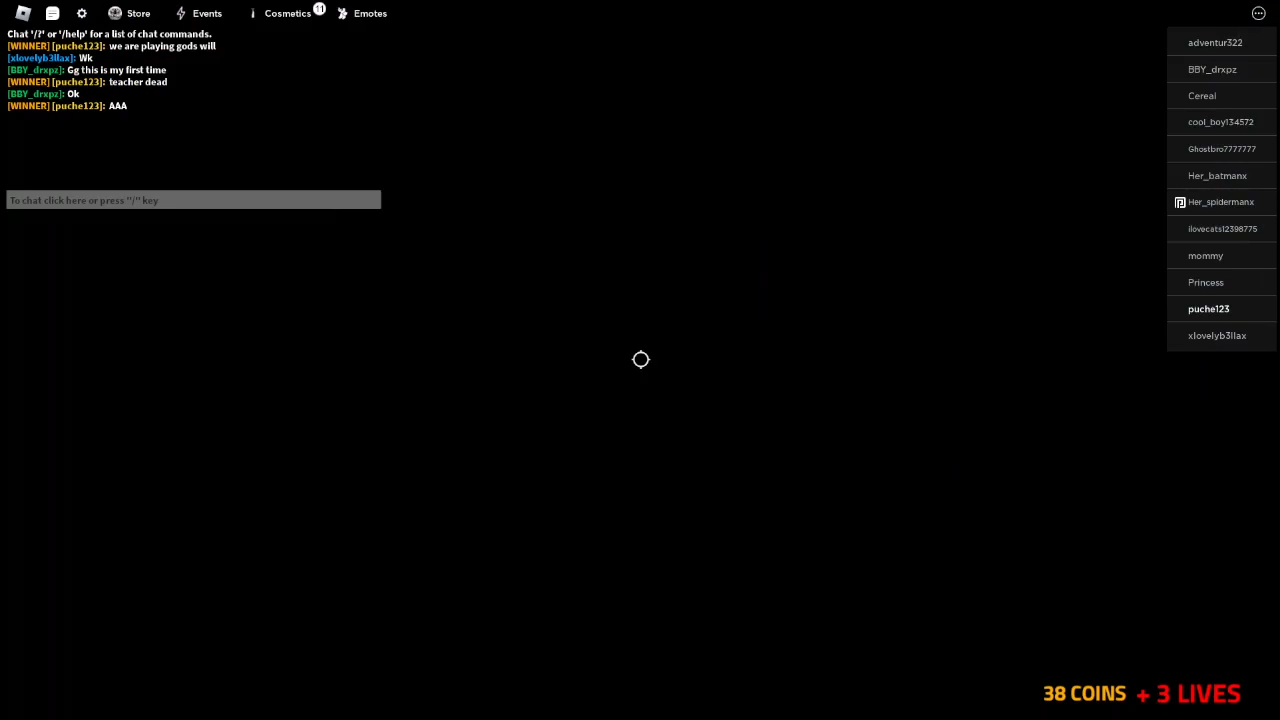 Store Events Cosmetics 11 Emotes
Chat '/?' or '/help' for a list of chat commands.
[WINNER] [puche123]: we are playing gods will
[xlovelyb3llax]: Wk
[BBY_drxpz]: Gg this is my first time
[WINNER] [puche123]: teacher dead
[BBY_drxpz]: Ok
[WINNER] [puche123]: AAA
To chat click here or press "/" key
adventur322
BBY_drxpz
Cereal
cool_boy134572
Ghostbro7777777
Her_batmanx
Her_spidermanx
ilovecats12398775
mommy
Princess
puche123
xlovelyb3llax
38 COINS + 3 LIVES